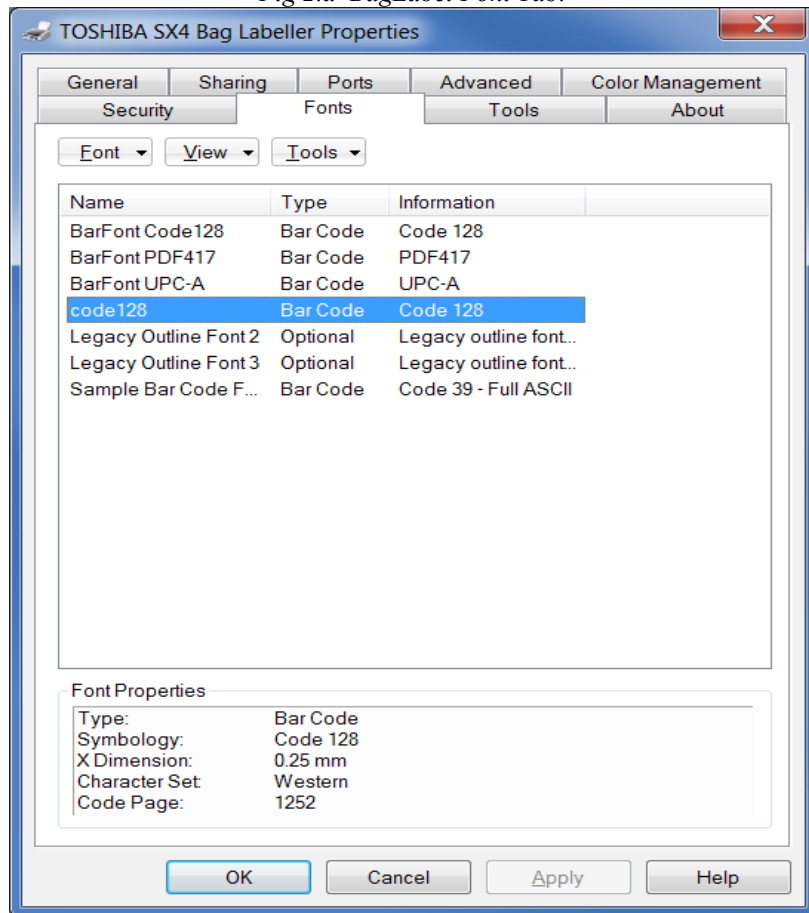 TOSHIBA SX4 Bag Labeller Properties
General Sharing Ports Advanced Color Management
Security Fonts Tools About
Font View Tools
Name Type Information
BarFont Code128 Bar Code Code 128
BarFont PDF417 Bar Code PDF417
BarFont UPC-A Bar Code UPC-A
code128 Bar Code Code 128
Legacy Outline Font 2 Optional Legacy outline font...
Legacy Outline Font 3 Optional Legacy outline font...
Sample Bar Code F... Bar Code Code 39 - Full ASCII
Font Properties
Type: Bar Code
Symbology: Code 128
X Dimension: 0.25 mm
Character Set: Western
Code Page: 1252
OK Cancel Apply Help